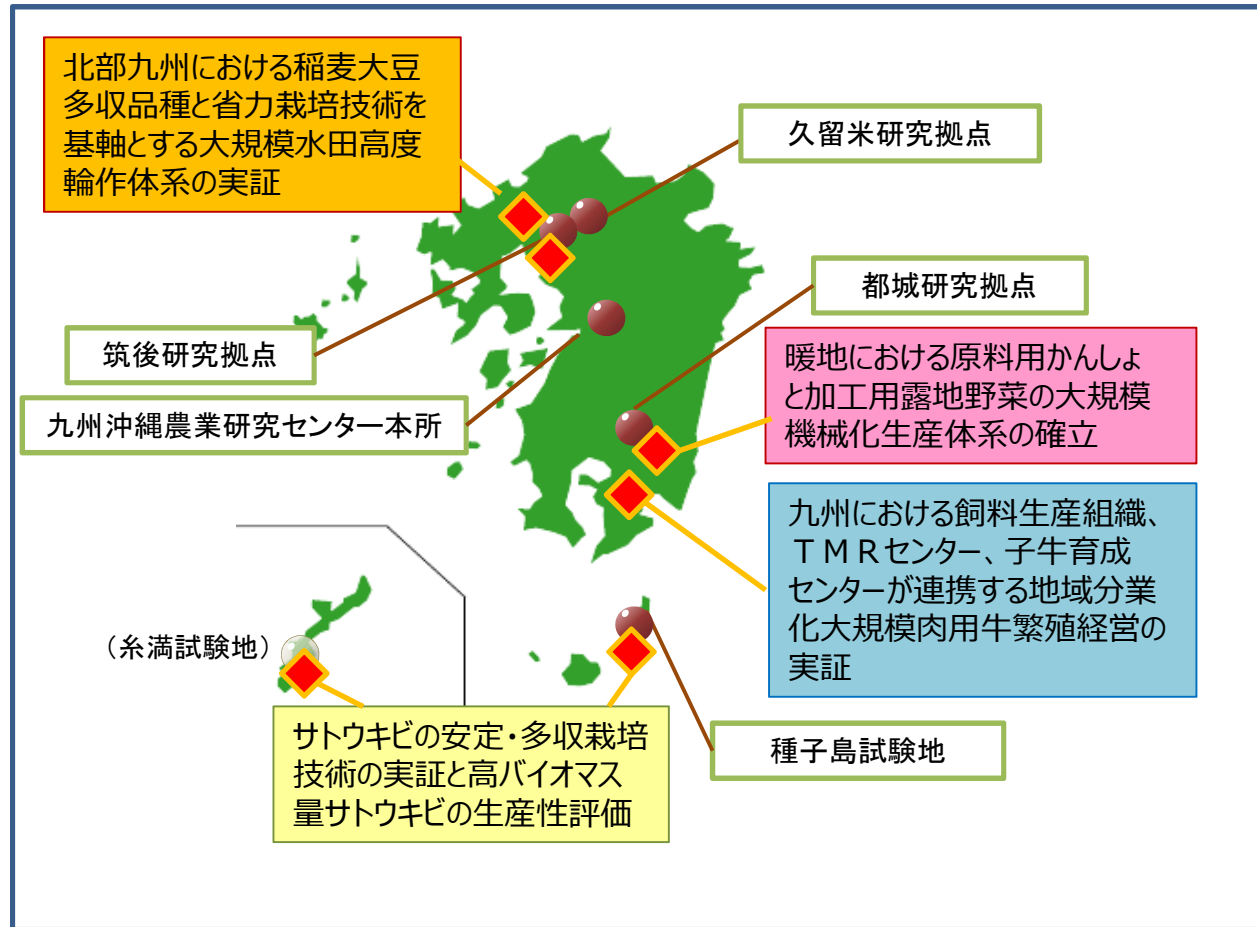 北部九州における稲麦大豆
多収品種と省力栽培技術を
基軸とする大規模水田高度
輪作体系の実証
久留米研究拠点
都城研究拠点
筑後研究拠点
九州沖縄農業研究センター本所
暖地における原料用かんしょ
と加工用露地野菜の大規模
機械化生産体系の確立
九州における飼料生産組織、
ＴＭＲセンター、子牛育成
センターが連携する地域分業
化大規模肉用牛繁殖経営の
実証
（糸満試験地）
サトウキビの安定・多収栽培
技術の実証と高バイオマス
量サトウキビの生産性評価
種子島試験地